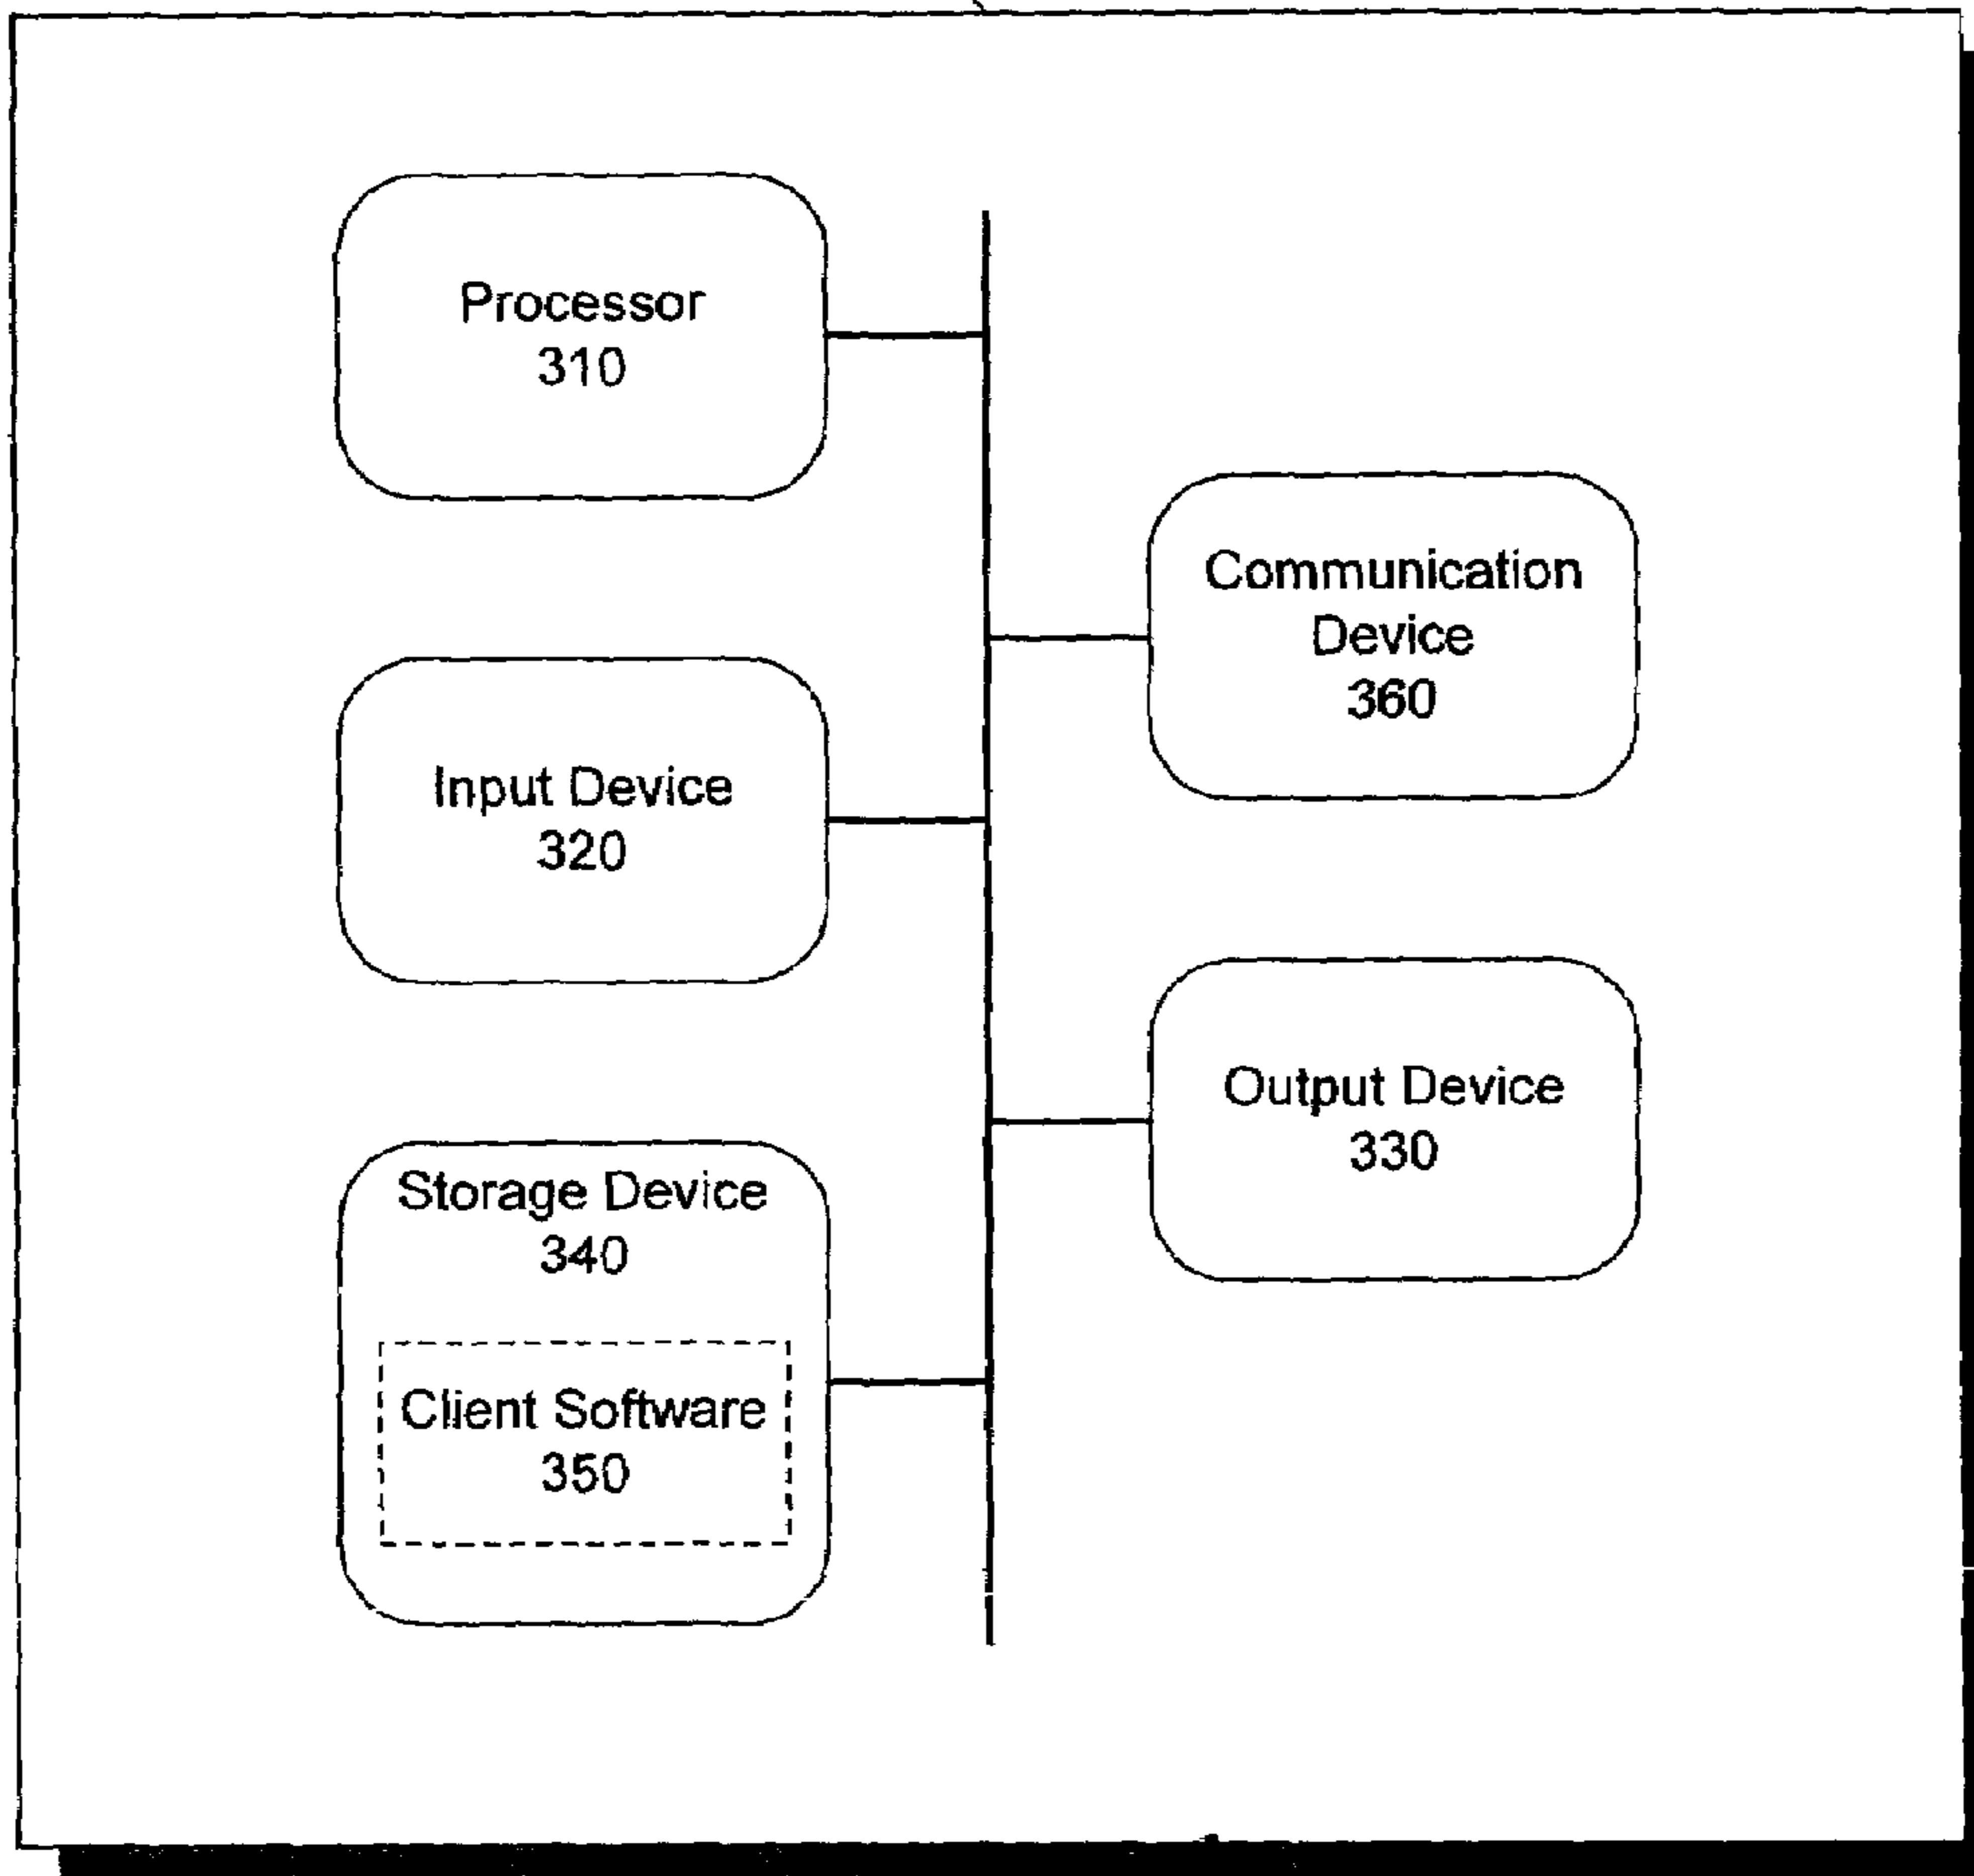 Processor
310
Communication
Device
360
Input Device
320
Output Device
330
Storage Device
340
Client Software
350